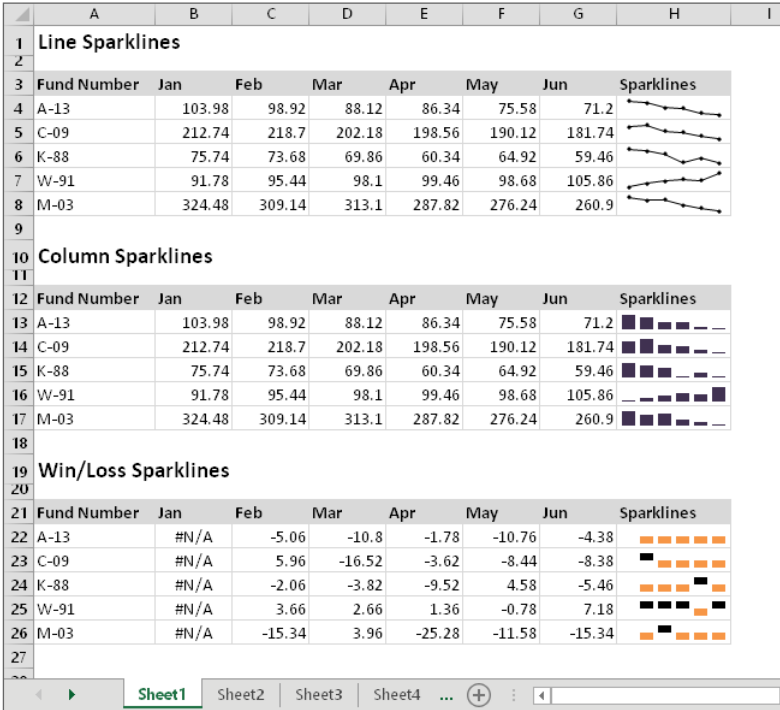 A B C D E F G H I
1 Line Sparklines
2
3 Fund Number Jan Feb Mar Apr May Jun Sparklines
4 A-13 103.98 98.92 88.12 86.34 75.58 71.2
5 C-09 212.74 218.7 202.18 198.56 190.12 181.74
6 K-88 75.74 73.68 69.86 60.34 64.92 59.46
7 W-91 91.78 95.44 98.1 99.46 98.68 105.86
8 M-03 324.48 309.14 313.1 287.82 276.24 260.9
9
10 Column Sparklines
11
12 Fund Number Jan Feb Mar Apr May Jun Sparklines
13 A-13 103.98 98.92 88.12 86.34 75.58 71.2
14 C-09 212.74 218.7 202.18 198.56 190.12 181.74
15 K-88 75.74 73.68 69.86 60.34 64.92 59.46
16 W-91 91.78 95.44 98.1 99.46 98.68 105.86
17 M-03 324.48 309.14 313.1 287.82 276.24 260.9
18
19 Win/Loss Sparklines
20
21 Fund Number Jan Feb Mar Apr May Jun Sparklines
22 A-13 #N/A -5.06 -10.8 -1.78 -10.76 -4.38
23 C-09 #N/A 5.96 -16.52 -3.62 -8.44 -8.38
24 K-88 #N/A -2.06 -3.82 -9.52 4.58 -5.46
25 W-91 #N/A 3.66 2.66 1.36 -0.78 7.18
26 M-03 #N/A -15.34 3.96 -25.28 -11.58 -15.34
27
Sheet1 Sheet2 Sheet3 Sheet4 ...